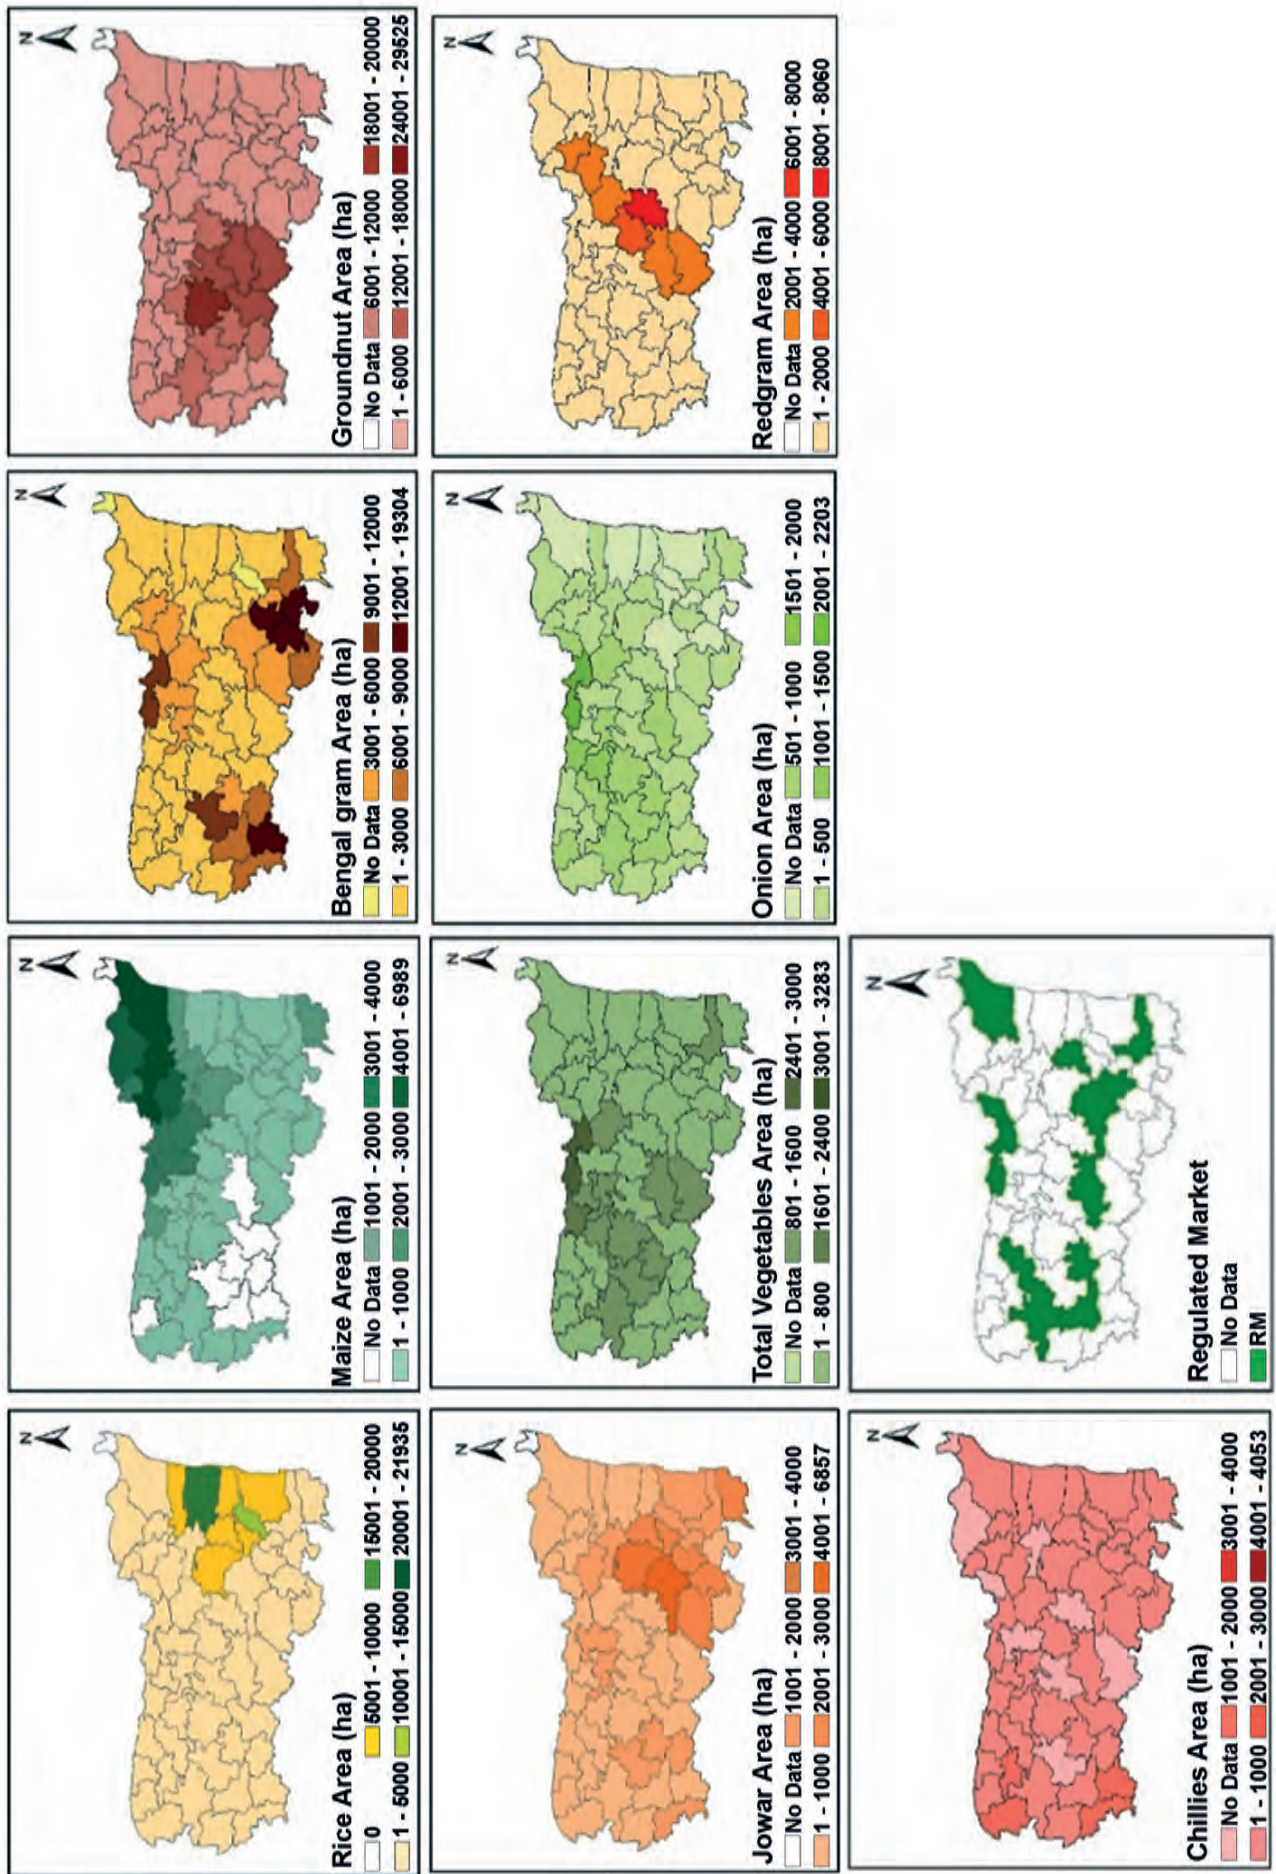 N
Rice Area (ha)
0 5001 - 10000 15001 - 20000
1 - 5000 10001 - 15000 20001 - 21935
N
Maize Area (ha)
No Data 1001 - 2000 3001 - 4000
1 - 1000 2001 - 3000 4001 - 6989
N
Bengal gram Area (ha)
No Data 3001 - 6000 9001 - 12000
1 - 3000 6001 - 9000 12001 - 19304
N
Groundnut Area (ha)
No Data 6001 - 12000 18001 - 20000
1 - 6000 12001 - 18000 24001 - 29525
N
Jowar Area (ha)
No Data 1001 - 2000 3001 - 4000
1 - 1000 2001 - 3000 4001 - 6857
N
Total Vegetables Area (ha)
No Data 801 - 1600 2401 - 3000
1 - 800 1601 - 2400 3001 - 3283
N
Onion Area (ha)
No Data 501 - 1000 1501 - 2000
1 - 500 1001 - 1500 2001 - 2203
N
Redgram Area (ha)
No Data 2001 - 4000 6001 - 8000
1 - 2000 4001 - 6000 8001 - 8060
N
Chillies Area (ha)
No Data 1001 - 2000 3001 - 4000
1 - 1000 2001 - 3000 4001 - 4053
N
Regulated Market
No Data
RM